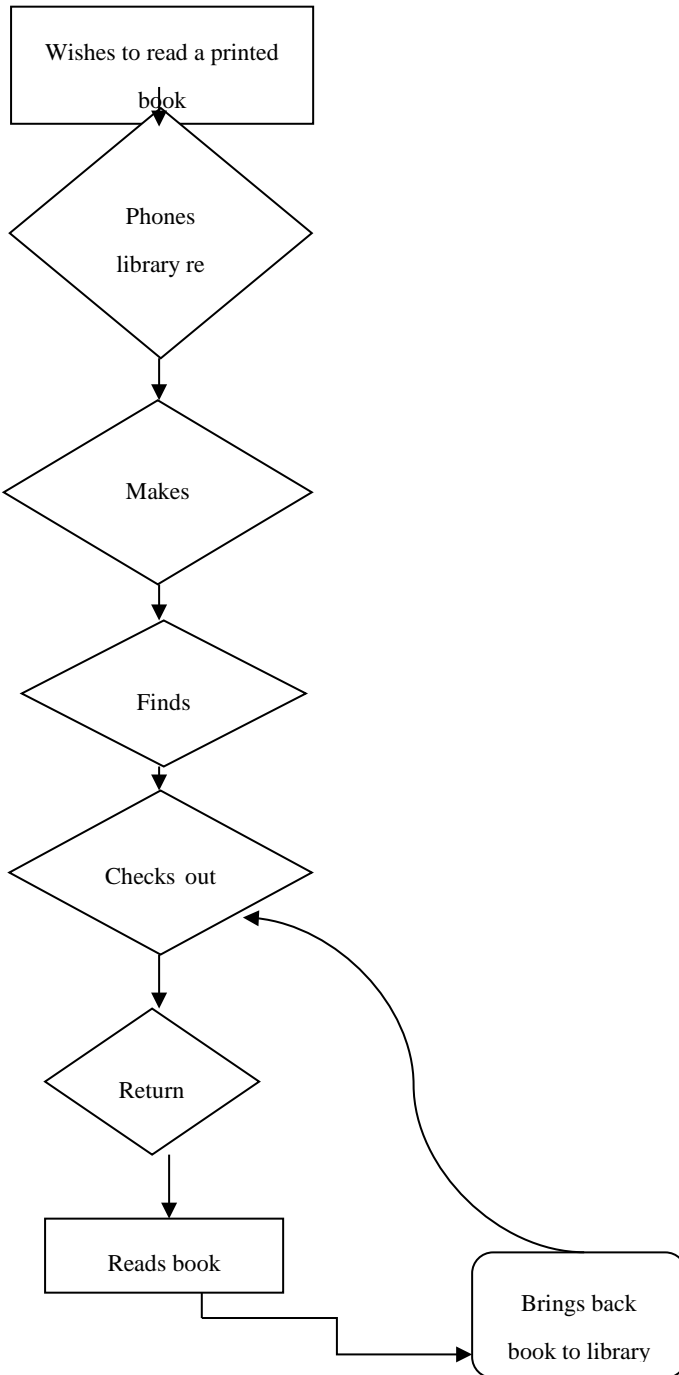 Wishes to read a printed
book
Phones
library re
Makes
Finds
Checks out
Return
Reads book
Brings back
book to library